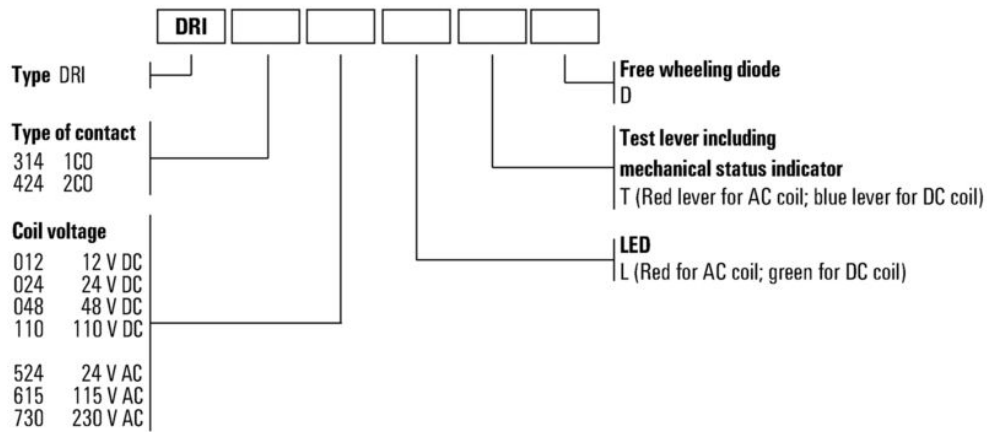 DRI
Type DRI
Type of contact
314 1CO
424 2CO
Coil voltage
012 12 V DC
024 24 V DC
048 48 V DC
110 110 V DC
524 24 V AC
615 115 V AC
730 230 V AC
Free wheeling diode
D
Test lever including
mechanical status indicator
T (Red lever for AC coil; blue lever for DC coil)
LED
L (Red for AC coil; green for DC coil)